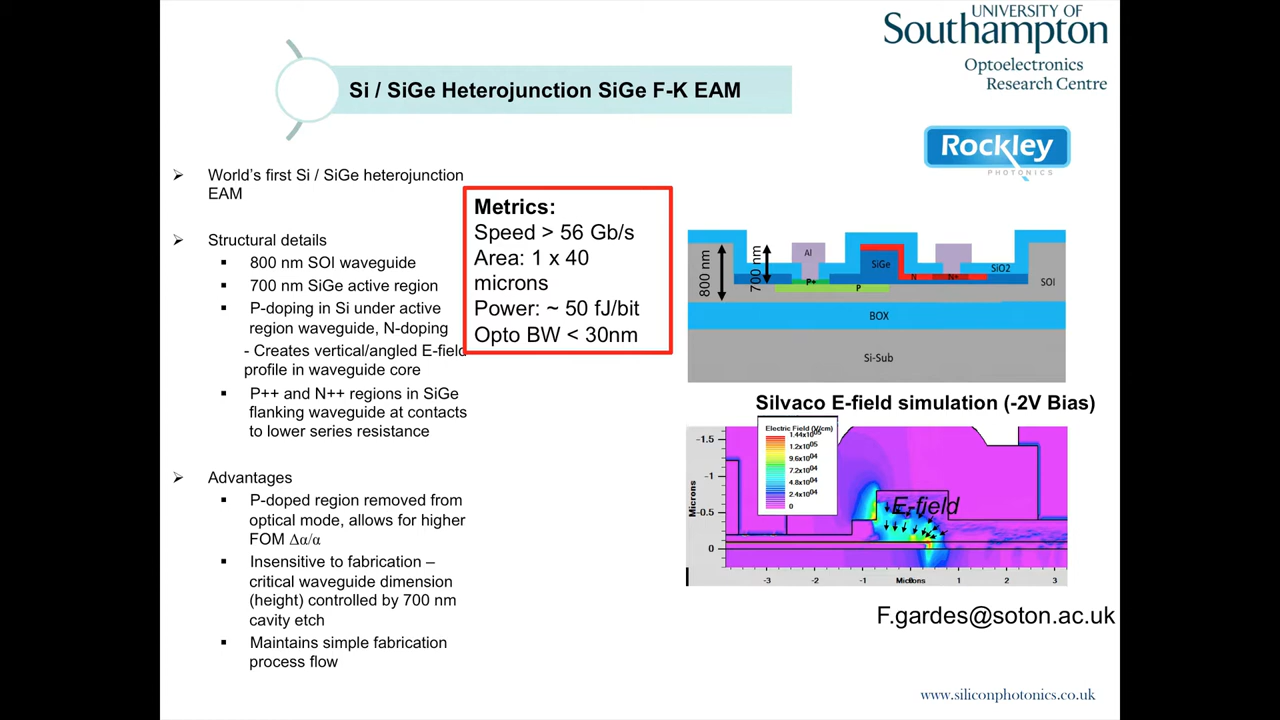 UNIVERSITY OF
Southampton
Optoelectronics
Research Centre
Si / SiGe Heterojunction SiGe F-K EAM
Rockley
PHOTONICS
➢ World's first Si / SiGe heterojunction
EAM
➢ Structural details
▪ 800 nm SOI waveguide
▪ 700 nm SiGe active region
▪ P-doping in Si under active
region waveguide, N-doping
- Creates vertical/angled E-field
profile in waveguide core
▪ P++ and N++ regions in SiGe
flanking waveguide at contacts
to lower series resistance
➢ Advantages
▪ P-doped region removed from
optical mode, allows for higher
FOM Δα/α
▪ Insensitive to fabrication –
critical waveguide dimension
(height) controlled by 700 nm
cavity etch
▪ Maintains simple fabrication
process flow
Metrics:
Speed > 56 Gb/s
Area: 1 x 40
microns
Power: ~ 50 fJ/bit
Opto BW < 30nm
800 nm
700 nm
Al
SiGe
SiO2
P+
P
N
N+
SOI
BOX
Si-Sub
Silvaco E-field simulation (-2V Bias)
Electric Field (V/cm)
1.44x10⁰⁵
1.2x10⁰⁵
9.6x10⁰⁴
7.2x10⁰⁴
4.8x10⁰⁴
2.4x10⁰⁴
0
Microns
-1.5
-1
-0.5
0
E-field
-3 -2 -1 0 1 2 3
Microns
F.gardes@soton.ac.uk
www.siliconphotonics.co.uk